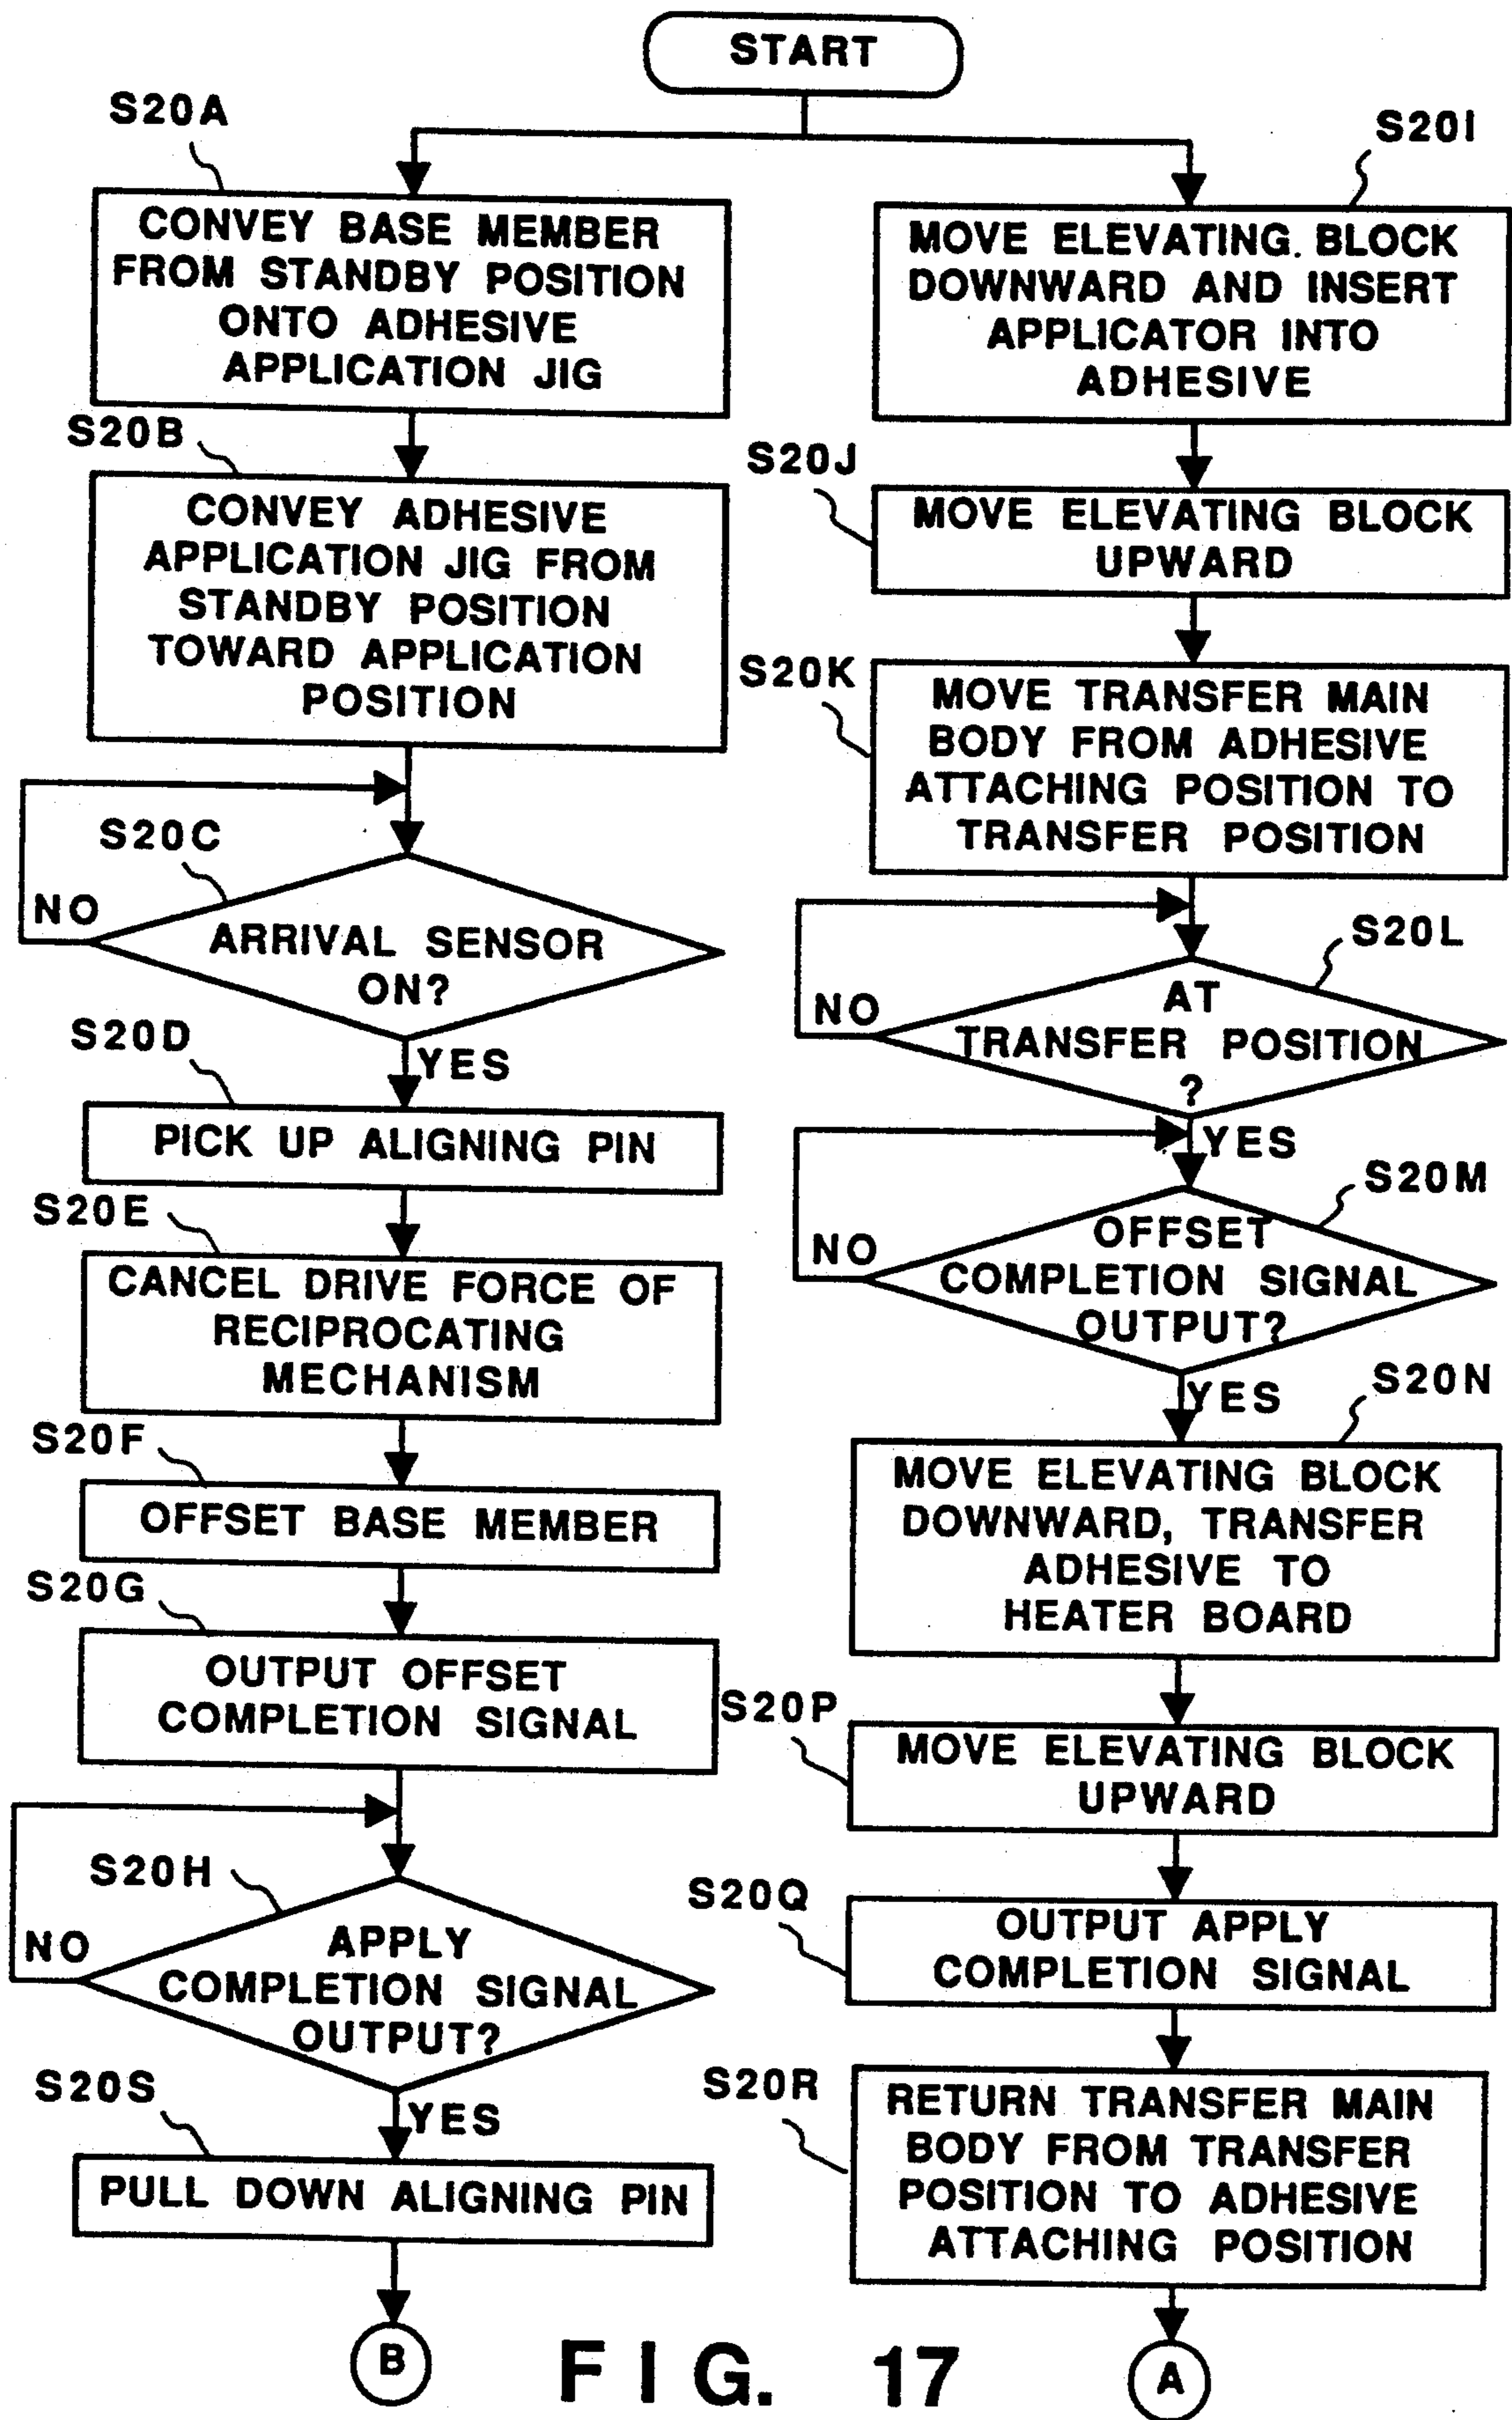 START
S20A
CONVEY BASE MEMBER
FROM STANDBY POSITION
ONTO ADHESIVE
APPLICATION JIG
S20B
CONVEY ADHESIVE
APPLICATION JIG FROM
STANDBY POSITION
TOWARD APPLICATION
POSITION
S20C
NO
ARRIVAL SENSOR
ON?
YES
S20D
PICK UP ALIGNING PIN
S20E
CANCEL DRIVE FORCE OF
RECIPROCATING
MECHANISM
S20F
OFFSET BASE MEMBER
S20G
OUTPUT OFFSET
COMPLETION SIGNAL
S20H
NO
APPLY
COMPLETION SIGNAL
OUTPUT?
YES
S20S
PULL DOWN ALIGNING PIN
B
S20I
MOVE ELEVATING. BLOCK
DOWNWARD AND INSERT
APPLICATOR INTO
ADHESIVE
S20J
MOVE ELEVATING BLOCK
UPWARD
S20K
MOVE TRANSFER MAIN
BODY FROM ADHESIVE
ATTACHING POSITION TO
TRANSFER POSITION
S20L
NO
AT
TRANSFER POSITION
?
YES
S20M
NO
OFFSET
COMPLETION SIGNAL
OUTPUT?
YES
S20N
MOVE ELEVATING BLOCK
DOWNWARD, TRANSFER
ADHESIVE TO
HEATER BOARD
S20P
MOVE ELEVATING BLOCK
UPWARD
S20Q
OUTPUT APPLY
COMPLETION SIGNAL
S20R
RETURN TRANSFER MAIN
BODY FROM TRANSFER
POSITION TO ADHESIVE
ATTACHING POSITION
A
FIG. 17